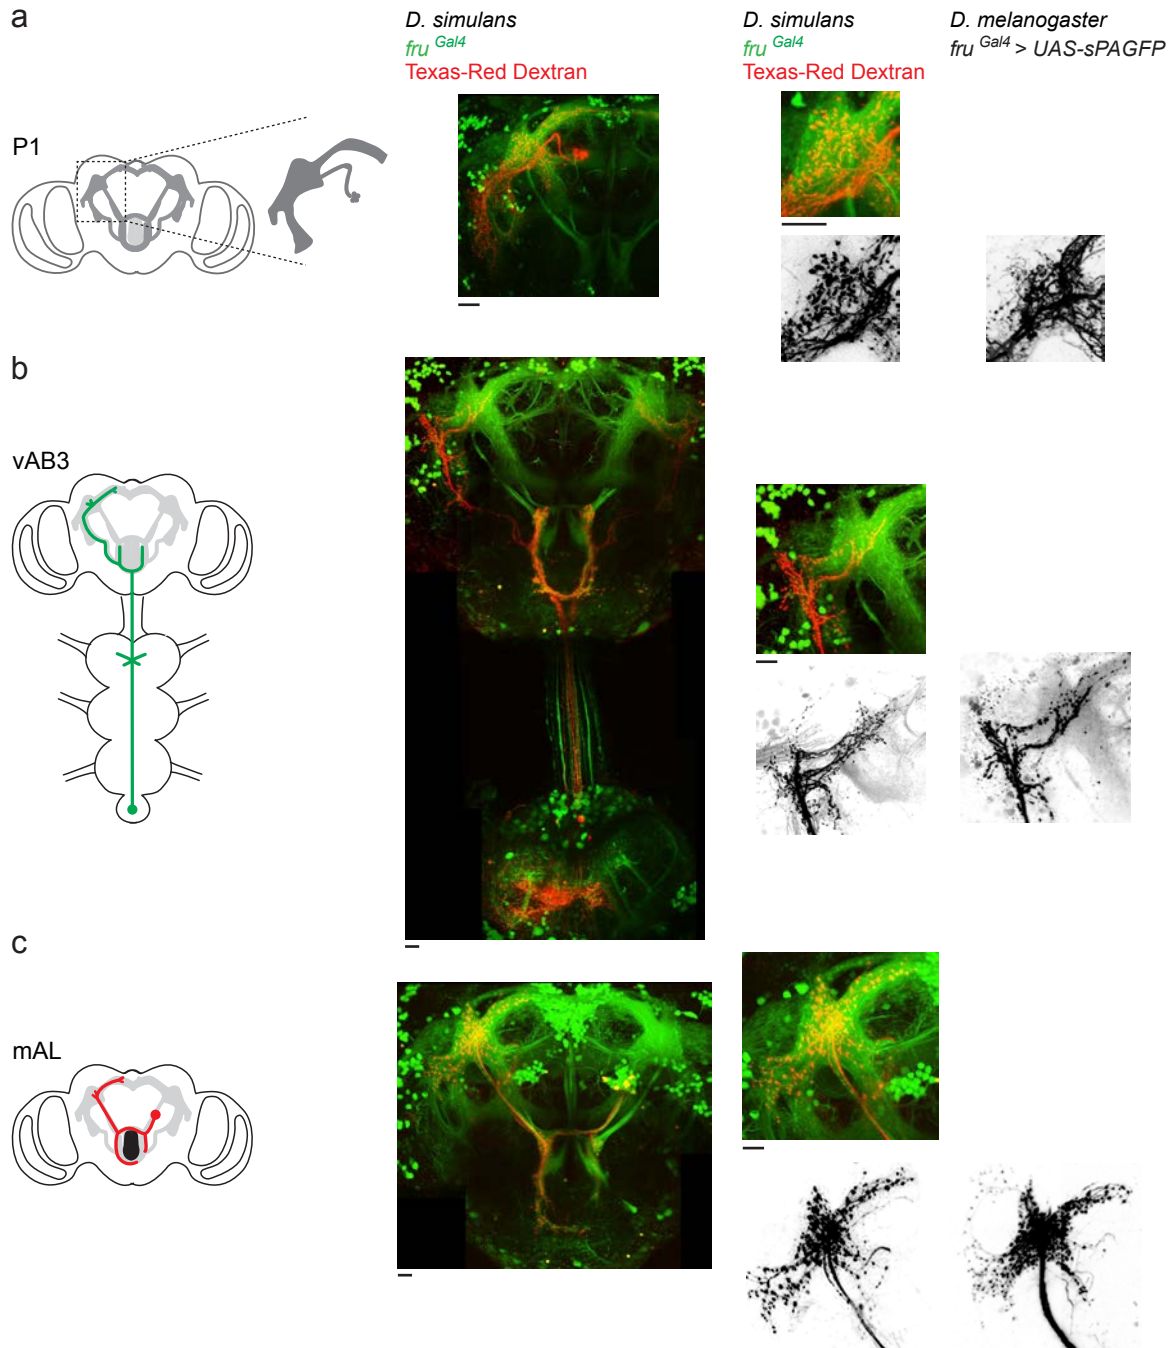 a
D. simulans
fru Gal4
Texas-Red Dextran
D. simulans
fru Gal4
Texas-Red Dextran
D. melanogaster
fru Gal4 > UAS-sPAGFP
P1
b
vAB3
c
mAL